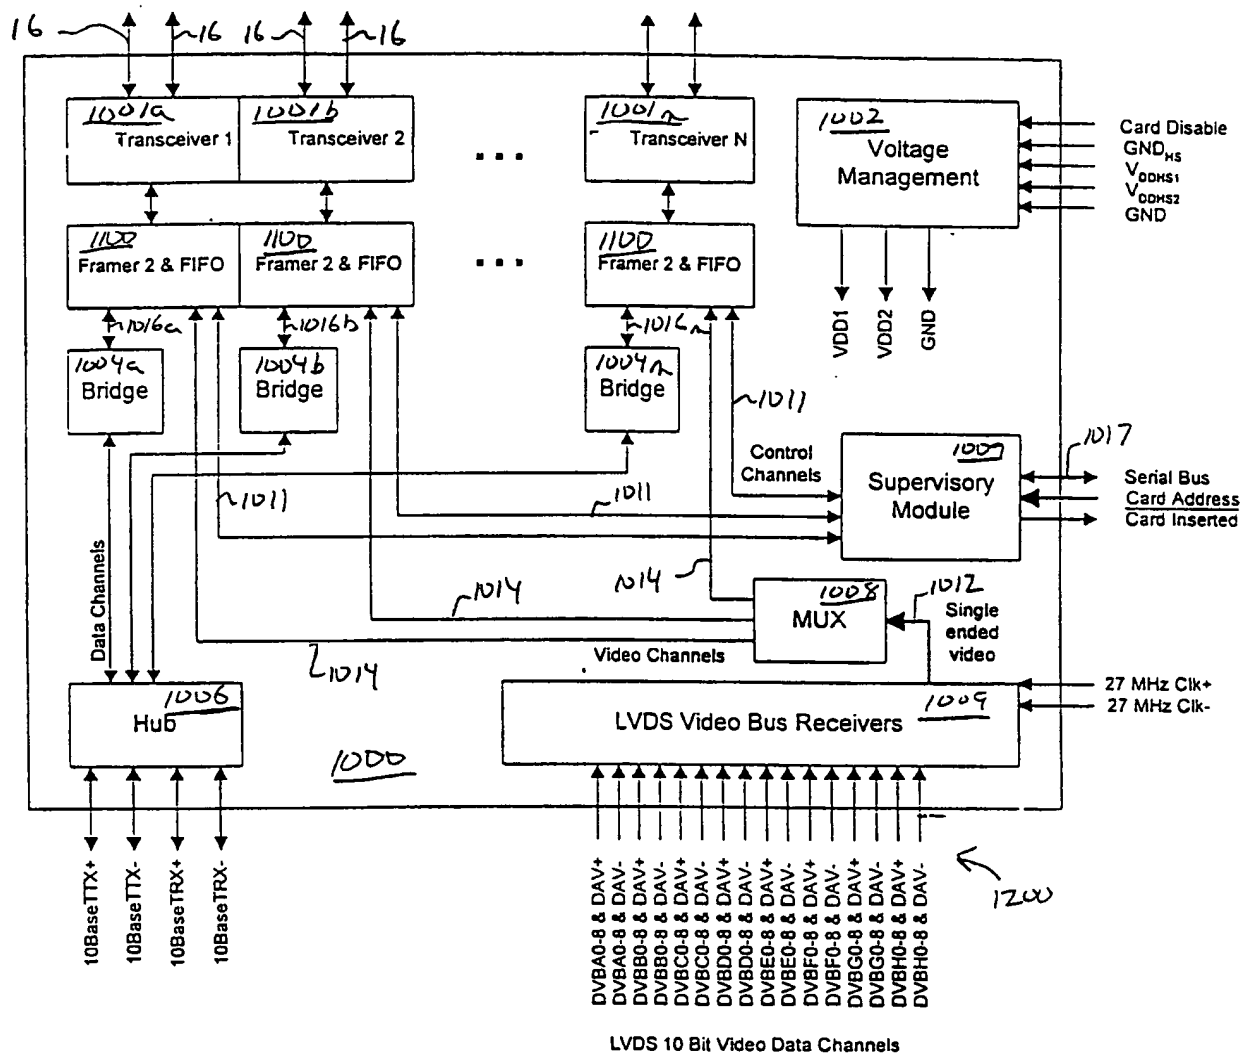 16
16
16
16
1001a
Transceiver 1
1001b
Transceiver 2
1001n
Transceiver N
1002
Voltage
Management
Card Disable
GNDHS
VDDHS1
VDDHS2
GND
1100
Framer 2 & FIFO
1100
Framer 2 & FIFO
1100
Framer 2 & FIFO
VDD1
VDD2
GND
1016a
1016b
1016n
1004a
Bridge
1004b
Bridge
1004n
Bridge
1011
Control
Channels
1007
Supervisory
Module
1017
Serial Bus
Card Address
Card Inserted
1011
1011
Data Channels
1014
1014
1014
Video Channels
1008
MUX
1012
Single
ended
video
1006
Hub
1009
LVDS Video Bus Receivers
27 MHz Clk+
27 MHz Clk-
1000
10BaseTTX+
10BaseTTX-
10BaseTRX+
10BaseTRX-
DVBA0-8 & DAV+
DVBA0-8 & DAV-
DVBB0-8 & DAV+
DVBB0-8 & DAV-
DVBC0-8 & DAV+
DVBC0-8 & DAV-
DVBD0-8 & DAV+
DVBD0-8 & DAV-
DVBE0-8 & DAV+
DVBE0-8 & DAV-
DVBF0-8 & DAV+
DVBF0-8 & DAV-
DVBG0-8 & DAV+
DVBG0-8 & DAV-
DVBH0-8 & DAV+
DVBH0-8 & DAV-
1200
LVDS 10 Bit Video Data Channels